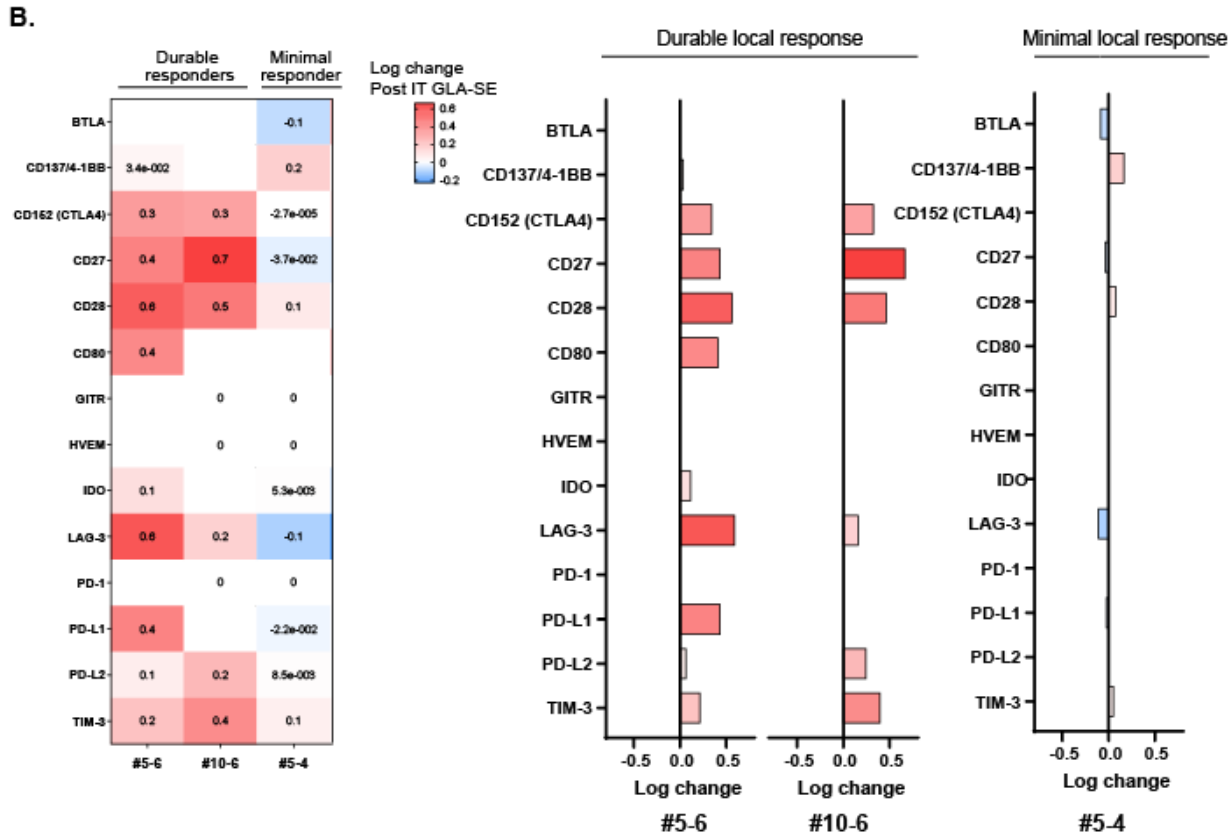 B.
Durable
responders
Minimal
responder
Log change
Post IT GLA-SE
0.6
0.4
0.2
0
-0.2
BTLA -0.1
CD137/4-1BB 3.4e-002 0.2
CD152 (CTLA4) 0.3 0.3 -2.7e-005
CD27 0.4 0.7 -3.7e-002
CD28 0.6 0.5 0.1
CD80 0.4
GITR 0 0
HVEM 0 0
IDO 0.1 5.3e-003
LAG-3 0.6 0.2 -0.1
PD-1 0 0
PD-L1 0.4 -2.2e-002
PD-L2 0.1 0.2 8.5e-003
TIM-3 0.2 0.4 0.1
#5-6 #10-6 #5-4
Durable local response
BTLA
CD137/4-1BB
CD152 (CTLA4)
CD27
CD28
CD80
GITR
HVEM
IDO
LAG-3
PD-1
PD-L1
PD-L2
TIM-3
-0.5 0.0 0.5 -0.5 0.0 0.5
Log change Log change
#5-6 #10-6
Minimal local response
BTLA
CD137/4-1BB
CD152 (CTLA4)
CD27
CD28
CD80
GITR
HVEM
IDO
LAG-3
PD-1
PD-L1
PD-L2
TIM-3
-0.5 0.0 0.5
Log change
#5-4